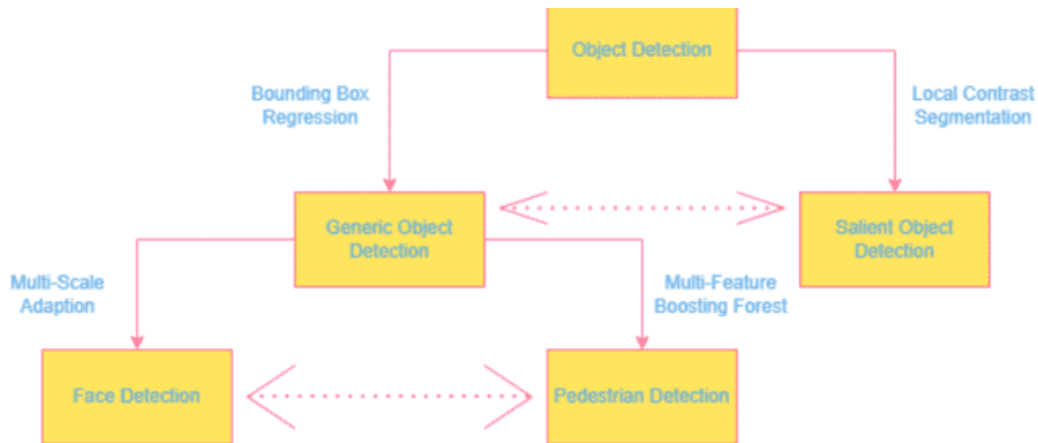 Object Detection
Bounding Box
Regression
Local Contrast
Segmentation
Generic Object
Detection
Salient Object
Detection
Multi-Scale
Adaption
Multi-Feature
Boosting Forest
Face Detection
Pedestrian Detection